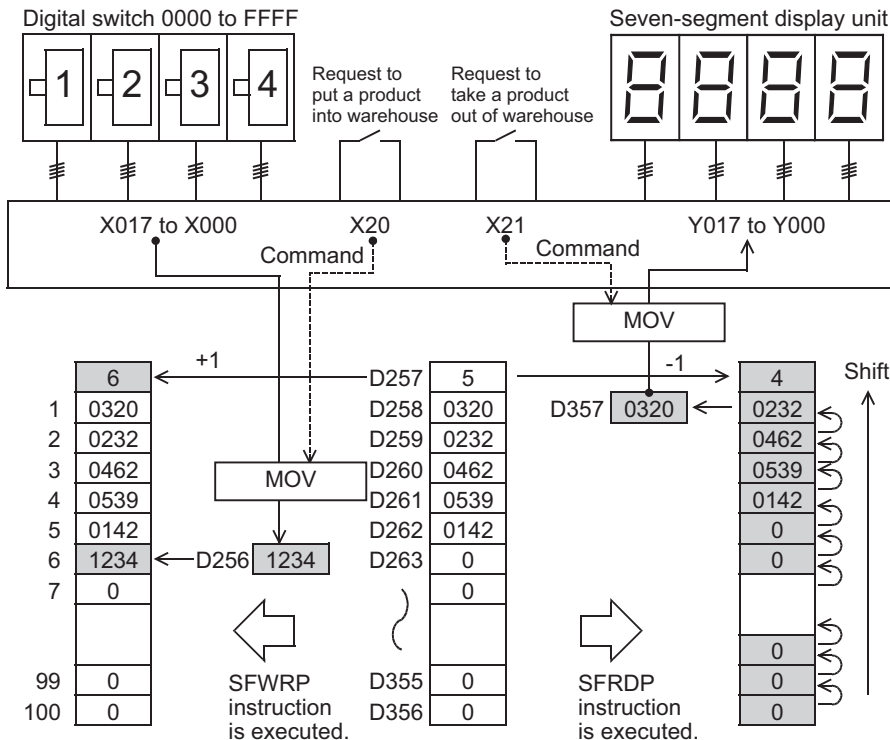 Digital switch 0000 to FFFF
Seven-segment display unit
1 2 3 4
Request to
put a product
into warehouse
Request to
take a product
out of warehouse
8 8 8 8
X017 to X000
X20
X21
Y017 to Y000
Command
Command
MOV
+1
-1
Shift
6
1 0320
2 0232
3 0462
4 0539
5 0142
6 1234
7 0
99 0
100 0
MOV
D256 1234
D257 5
D258 0320
D259 0232
D260 0462
D261 0539
D262 0142
D263 0
0
D355 0
D356 0
D357 0320
4
0232
0462
0539
0142
0
0
0
0
0
SFWRP
instruction
is executed.
SFRDP
instruction
is executed.